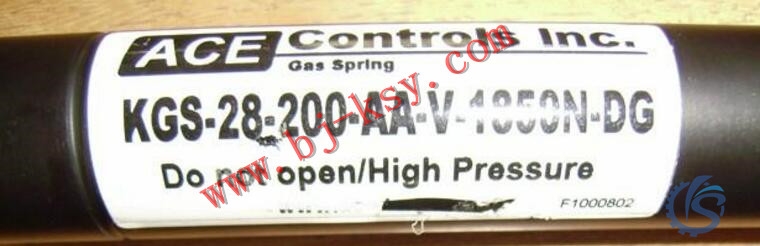 ACE Controls Inc.
Gas Spring
KGS-28-200-AA-V-1850N-DG
Do not open/High Pressure
F1000802
www.bj-ksy.com